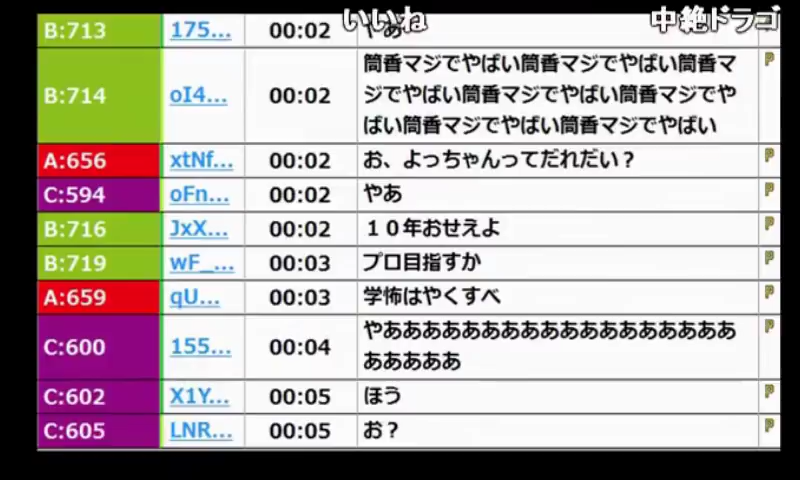 いいね
中絶ドラゴ
B:713 175... 00:02 やあ
B:714 oI4... 00:02 筒香マジでやばい筒香マジでやばい筒香マ
ジでやばい筒香マジでやばい筒香マジでや
ばい筒香マジでやばい筒香マジでやばい
A:656 xtNf... 00:02 お、よっちゃんってだれだい？
C:594 oFn... 00:02 やあ
B:716 JxX... 00:02 １０年おせえよ
B:719 wF_... 00:03 プロ目指すか
A:659 qU... 00:03 学怖はやくすべ
C:600 155... 00:04 やああああああああああああああああああ
あああああ
C:602 X1Y... 00:05 ほう
C:605 LNR... 00:05 お？
P
P
P
P
P
P
P
P
P